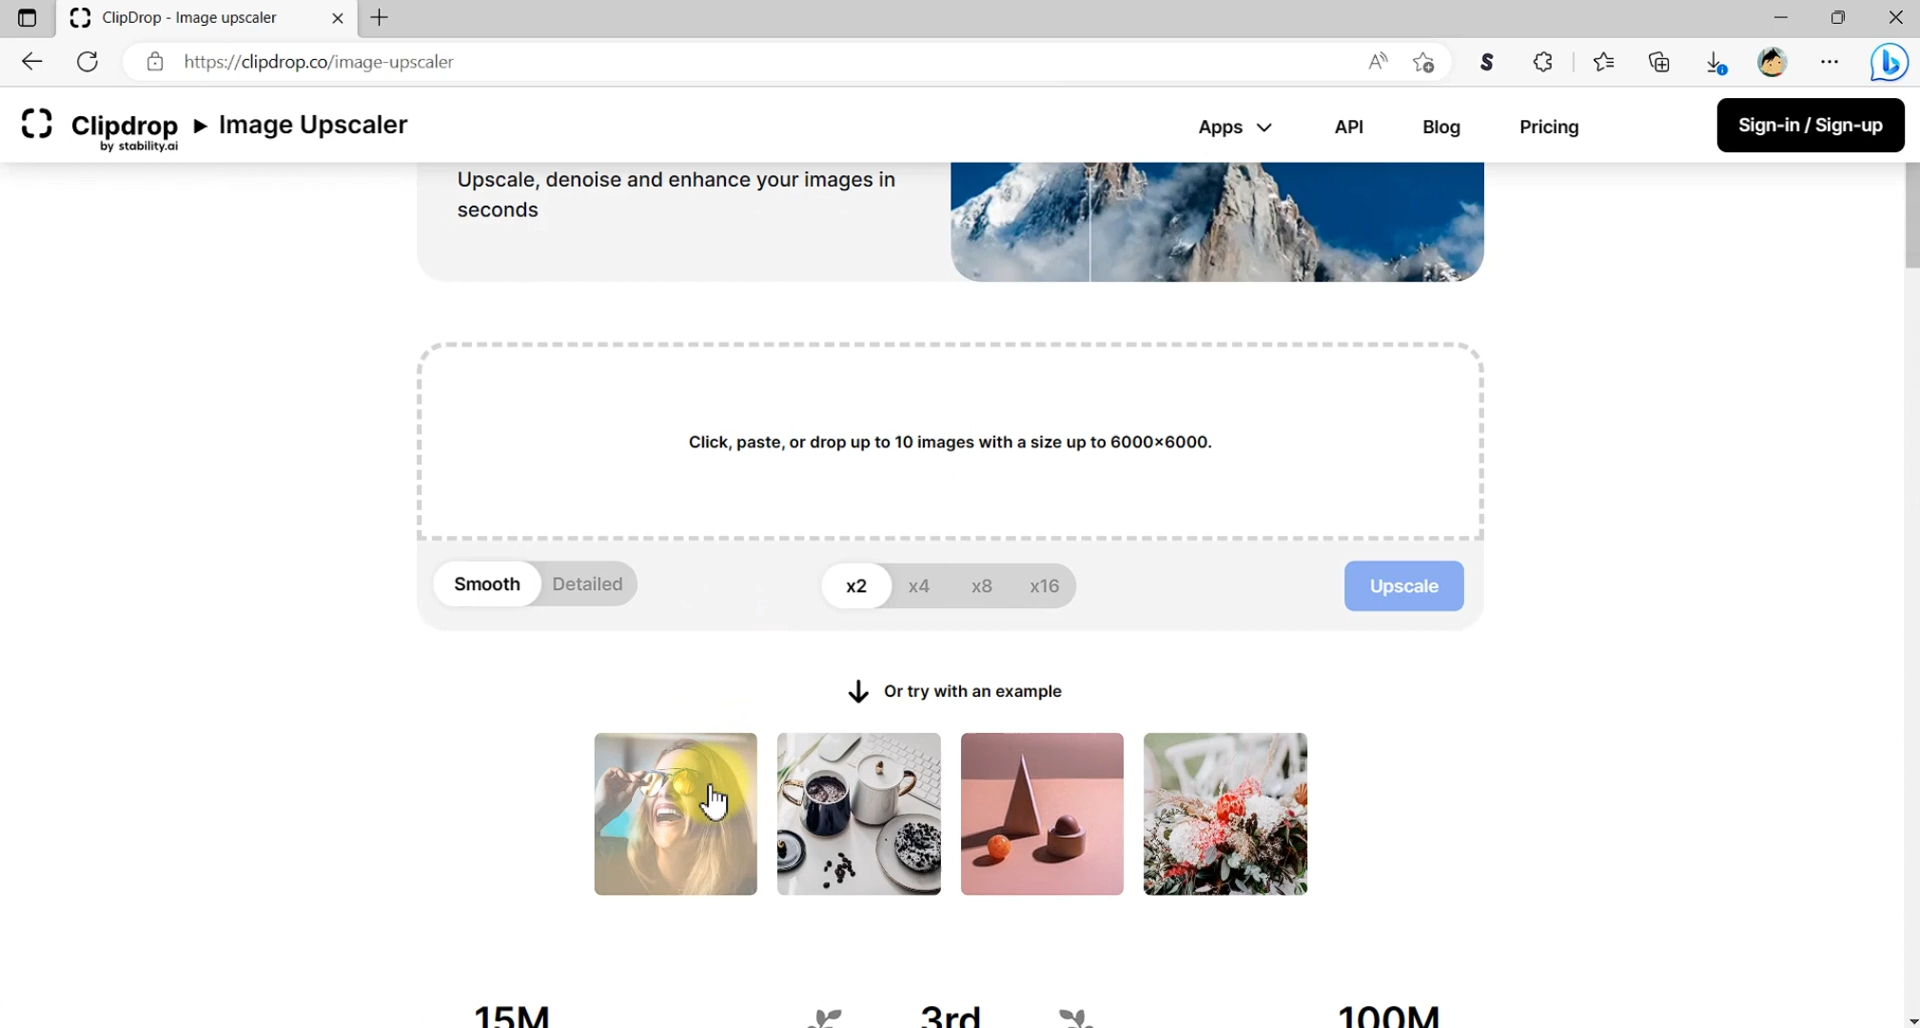 ClipDrop - Image upscaler
https://clipdrop.co/image-upscaler
Clipdrop ▶ Image Upscaler
by stability.ai
Apps API Blog Pricing Sign-in / Sign-up
Upscale, denoise and enhance your images in
seconds
Click, paste, or drop up to 10 images with a size up to 6000×6000.
Smooth Detailed x2 x4 x8 x16 Upscale
Or try with an example
15M 3rd 100M